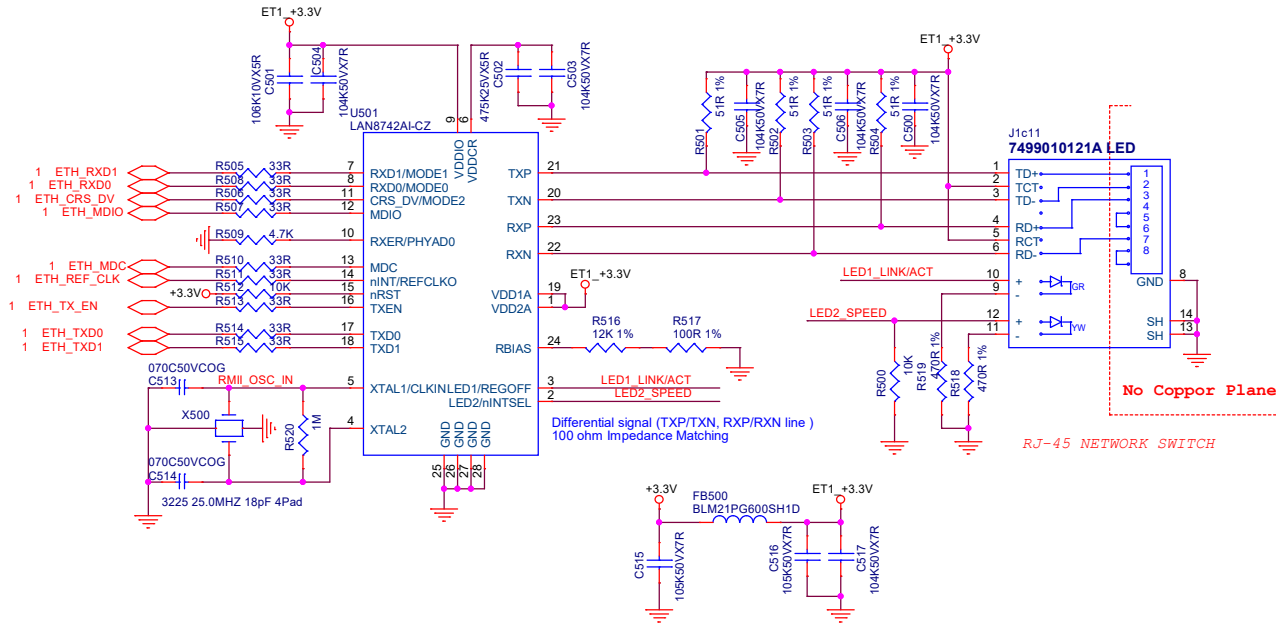 ET1_+3.3V
106K10VX5R
C501
C504
104K50VX7R
475K25VX5R
C502
C503
104K50VX7R
U501
LAN8742AI-CZ
9
6
VDDIO
VDDCR
1 ETH_RXD1
R505 33R
7
RXD1/MODE1
1 ETH_RXD0
R508 33R
8
RXD0/MODE0
1 ETH_CRS_DV
R506 33R
11
CRS_DV/MODE2
1 ETH_MDIO
R507 33R
12
MDIO
R509 4.7K
10
RXER/PHYAD0
1 ETH_MDC
R510 33R
13
MDC
1 ETH_REF_CLK
R511 33R
14
nINT/REFCLKO
+3.3V
R512 10K
15
nRST
1 ETH_TX_EN
R513 33R
16
TXEN
1 ETH_TXD0
R514 33R
17
TXD0
1 ETH_TXD1
R515 33R
18
TXD1
070C50VCOG
C513
RMII_OSC_IN
5
XTAL1/CLKIN
X500
R520
1M
4
XTAL2
070C50VCOG
C514
3225 25.0MHZ 18pF 4Pad
GND
GND
GND
GND
25
26
27
28
TXP
21
TXN
20
RXP
23
RXN
22
VDD1A
19
VDD2A
1
ET1_+3.3V
RBIAS
24
R516
12K 1%
R517
100R 1%
LED1/REGOFF
3
LED1_LINK/ACT
LED2/nINTSEL
2
LED2_SPEED
Differential signal (TXP/TXN, RXP/RXN line )
100 ohm Impedance Matching
ET1_+3.3V
R501
51R 1%
C505
104K50VX7R
R502
51R 1%
R503
51R 1%
C506
104K50VX7R
R504
51R 1%
C500
104K50VX7R
J1c11
7499010121A LED
1
TD+
2
TCT
3
TD-
4
RD+
5
RCT
6
RD-
1
2
3
4
5
6
7
8
LED1_LINK/ACT
10
+
9
-
GR
LED2_SPEED
12
+
11
-
YW
8
GND
14
SH
13
SH
R500
10K
R519
470R 1%
R518
470R 1%
No Coppor Plane
RJ-45 NETWORK SWITCH
+3.3V
FB500
BLM21PG600SH1D
ET1_+3.3V
C515
105K50VX7R
C516
105K50VX7R
C517
104K50VX7R